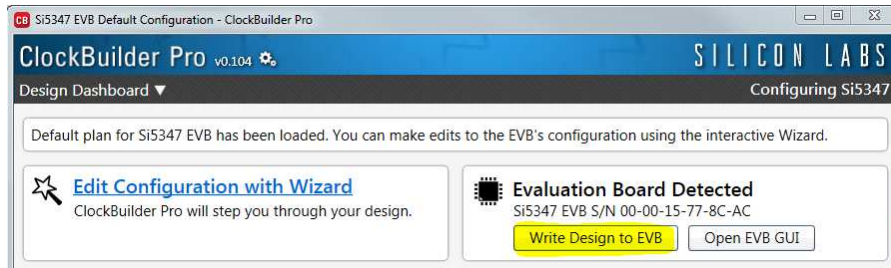 CB Si5347 EVB Default Configuration - ClockBuilder Pro
ClockBuilder Pro v0.104
SILICON LABS
Design Dashboard ▼
Configuring Si5347
Default plan for Si5347 EVB has been loaded. You can make edits to the EVB's configuration using the interactive Wizard.
Edit Configuration with Wizard
ClockBuilder Pro will step you through your design.
Evaluation Board Detected
Si5347 EVB S/N 00-00-15-77-8C-AC
Write Design to EVB
Open EVB GUI